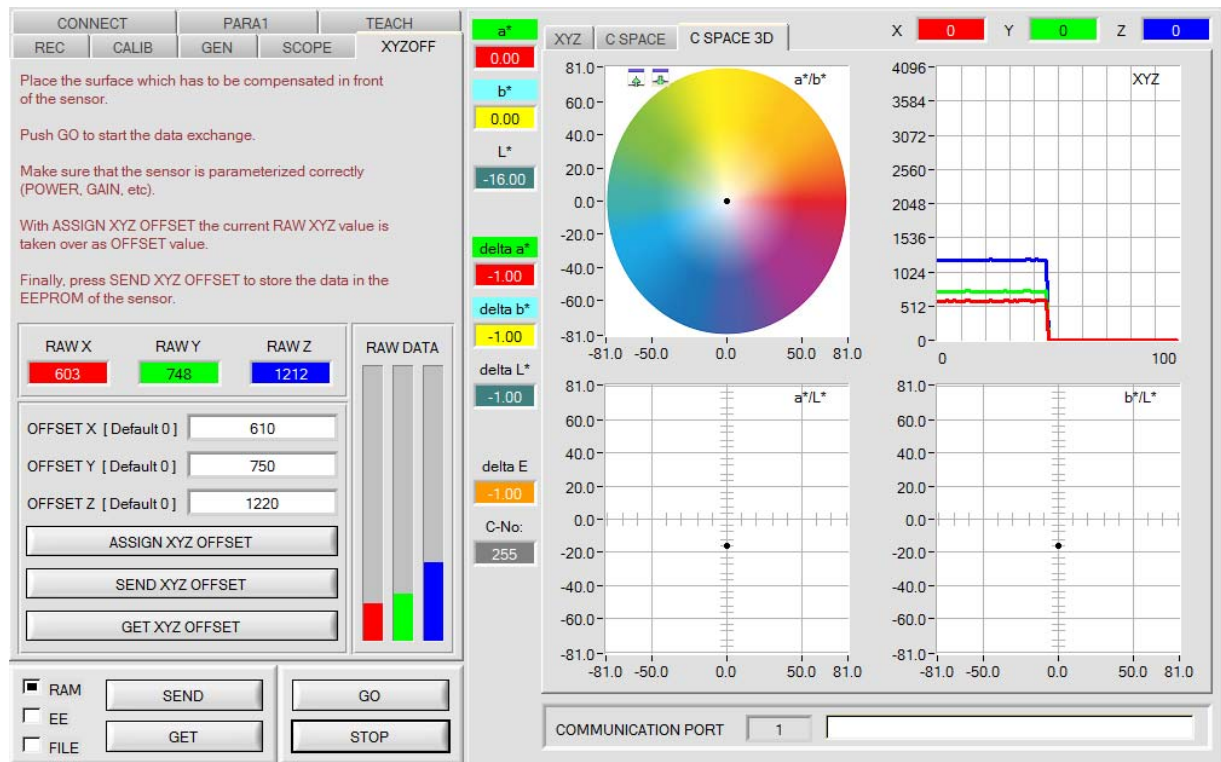 CONNECT PARA1 TEACH
REC CALIB GEN SCOPE XYZOFF
Place the surface which has to be compensated in front
of the sensor.
Push GO to start the data exchange.
Make sure that the sensor is parameterized correctly
(POWER, GAIN, etc).
With ASSIGN XYZ OFFSET the current RAW XYZ value is
taken over as OFFSET value.
Finally, press SEND XYZ OFFSET to store the data in the
EEPROM of the sensor.
RAW X RAW Y RAW Z
603 748 1212
RAW DATA
OFFSET X [ Default 0 ] 610
OFFSET Y [ Default 0 ] 750
OFFSET Z [ Default 0 ] 1220
ASSIGN XYZ OFFSET
SEND XYZ OFFSET
GET XYZ OFFSET
RAM
EE
FILE
SEND
GET
GO
STOP
a*
0.00
b*
0.00
L*
-16.00
delta a*
-1.00
delta b*
-1.00
delta L*
-1.00
delta E
-1.00
C-No:
255
XYZ C SPACE C SPACE 3D
X 0 Y 0 Z 0
a*/b*
81.0
60.0
40.0
20.0
0.0
-20.0
-40.0
-60.0
-81.0
-81.0 -50.0 0.0 50.0 81.0
XYZ
4096
3584
3072
2560
2048
1536
1024
512
0
0 100
a*/L*
81.0
60.0
40.0
20.0
0.0
-20.0
-40.0
-60.0
-81.0
-81.0 -50.0 0.0 50.0 81.0
b*/L*
81.0
60.0
40.0
20.0
0.0
-20.0
-40.0
-60.0
-81.0
-81.0 -50.0 0.0 50.0 81.0
COMMUNICATION PORT 1